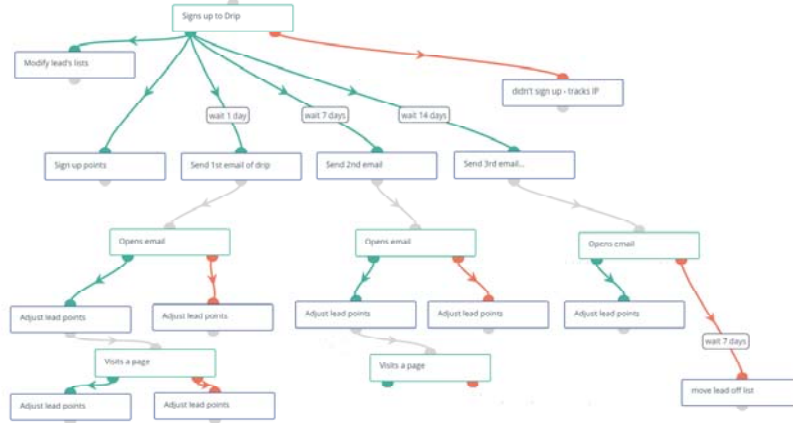 Signs up to Drip
Modify lead's lists
didn't sign up - tracks IP
wait 1 day
wait 7 days
wait 14 days
Sign up points
Send 1st email of drip
Send 2nd email
Send 3rd email...
Opens email
Opens email
Opens email
Adjust lead points
Adjust lead points
Adjust lead points
Adjust lead points
Adjust lead points
wait 7 days
Visits a page
Visits a page
move lead off list
Adjust lead points
Adjust lead points